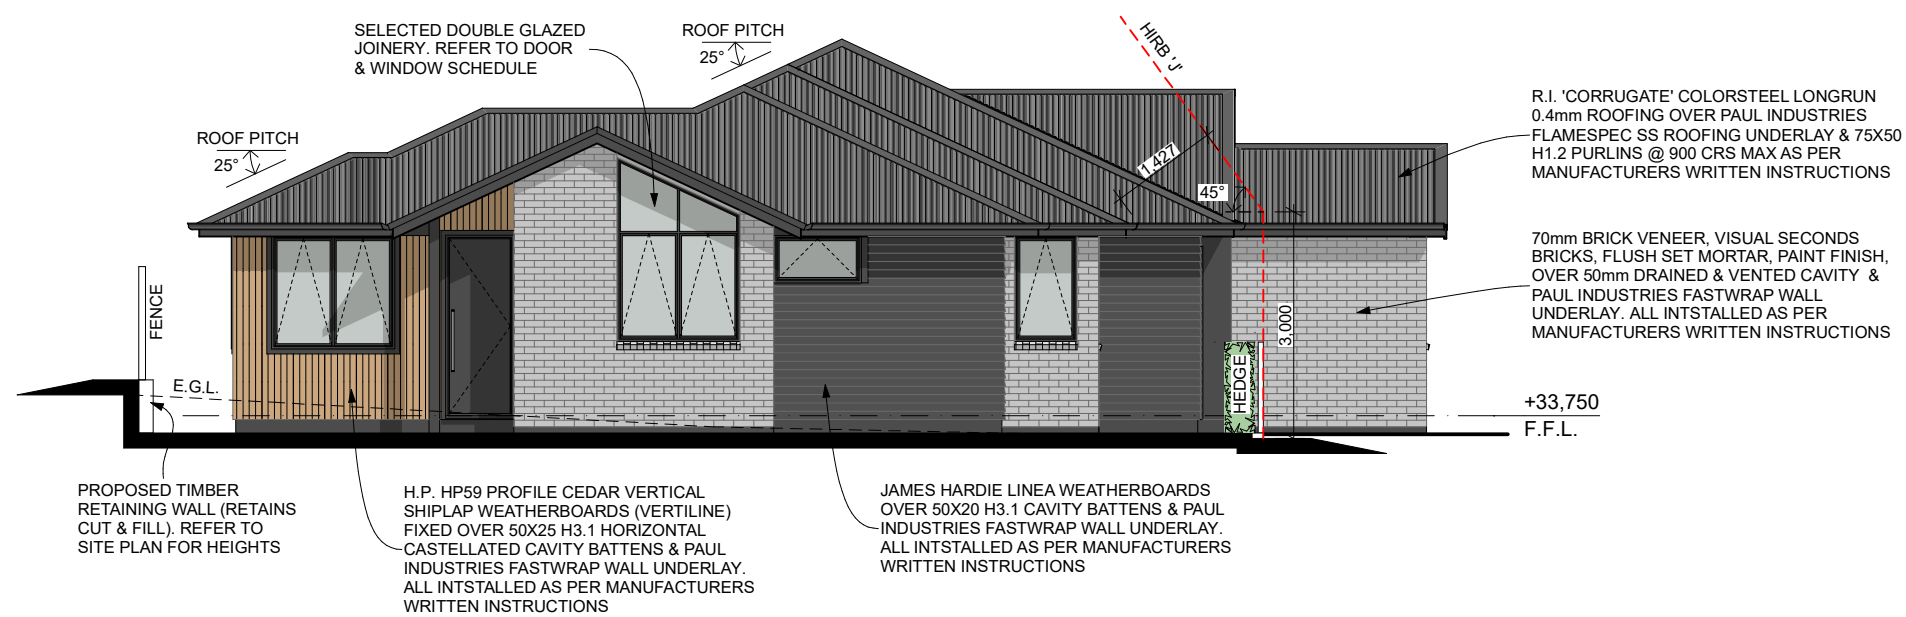 SELECTED DOUBLE GLAZED
JOINERY. REFER TO DOOR
& WINDOW SCHEDULE
ROOF PITCH
25°
ROOF PITCH
25°
HIRB 'J'
1.427
45°
3,000
R.I. 'CORRUGATE' COLORSTEEL LONGRUN
0.4mm ROOFING OVER PAUL INDUSTRIES
FLAMESPEC SS ROOFING UNDERLAY & 75X50
H1.2 PURLINS @ 900 CRS MAX AS PER
MANUFACTURERS WRITTEN INSTRUCTIONS
70mm BRICK VENEER, VISUAL SECONDS
BRICKS, FLUSH SET MORTAR, PAINT FINISH,
OVER 50mm DRAINED & VENTED CAVITY &
PAUL INDUSTRIES FASTWRAP WALL
UNDERLAY. ALL INTSTALLED AS PER
MANUFACTURERS WRITTEN INSTRUCTIONS
FENCE
E.G.L.
HEDGE
+33,750
F.F.L.
PROPOSED TIMBER
RETAINING WALL (RETAINS
CUT & FILL). REFER TO
SITE PLAN FOR HEIGHTS
H.P. HP59 PROFILE CEDAR VERTICAL
SHIPLAP WEATHERBOARDS (VERTILINE)
FIXED OVER 50X25 H3.1 HORIZONTAL
CASTELLATED CAVITY BATTENS & PAUL
INDUSTRIES FASTWRAP WALL UNDERLAY.
ALL INTSTALLED AS PER MANUFACTURERS
WRITTEN INSTRUCTIONS
JAMES HARDIE LINEA WEATHERBOARDS
OVER 50X20 H3.1 CAVITY BATTENS & PAUL
INDUSTRIES FASTWRAP WALL UNDERLAY.
ALL INTSTALLED AS PER MANUFACTURERS
WRITTEN INSTRUCTIONS